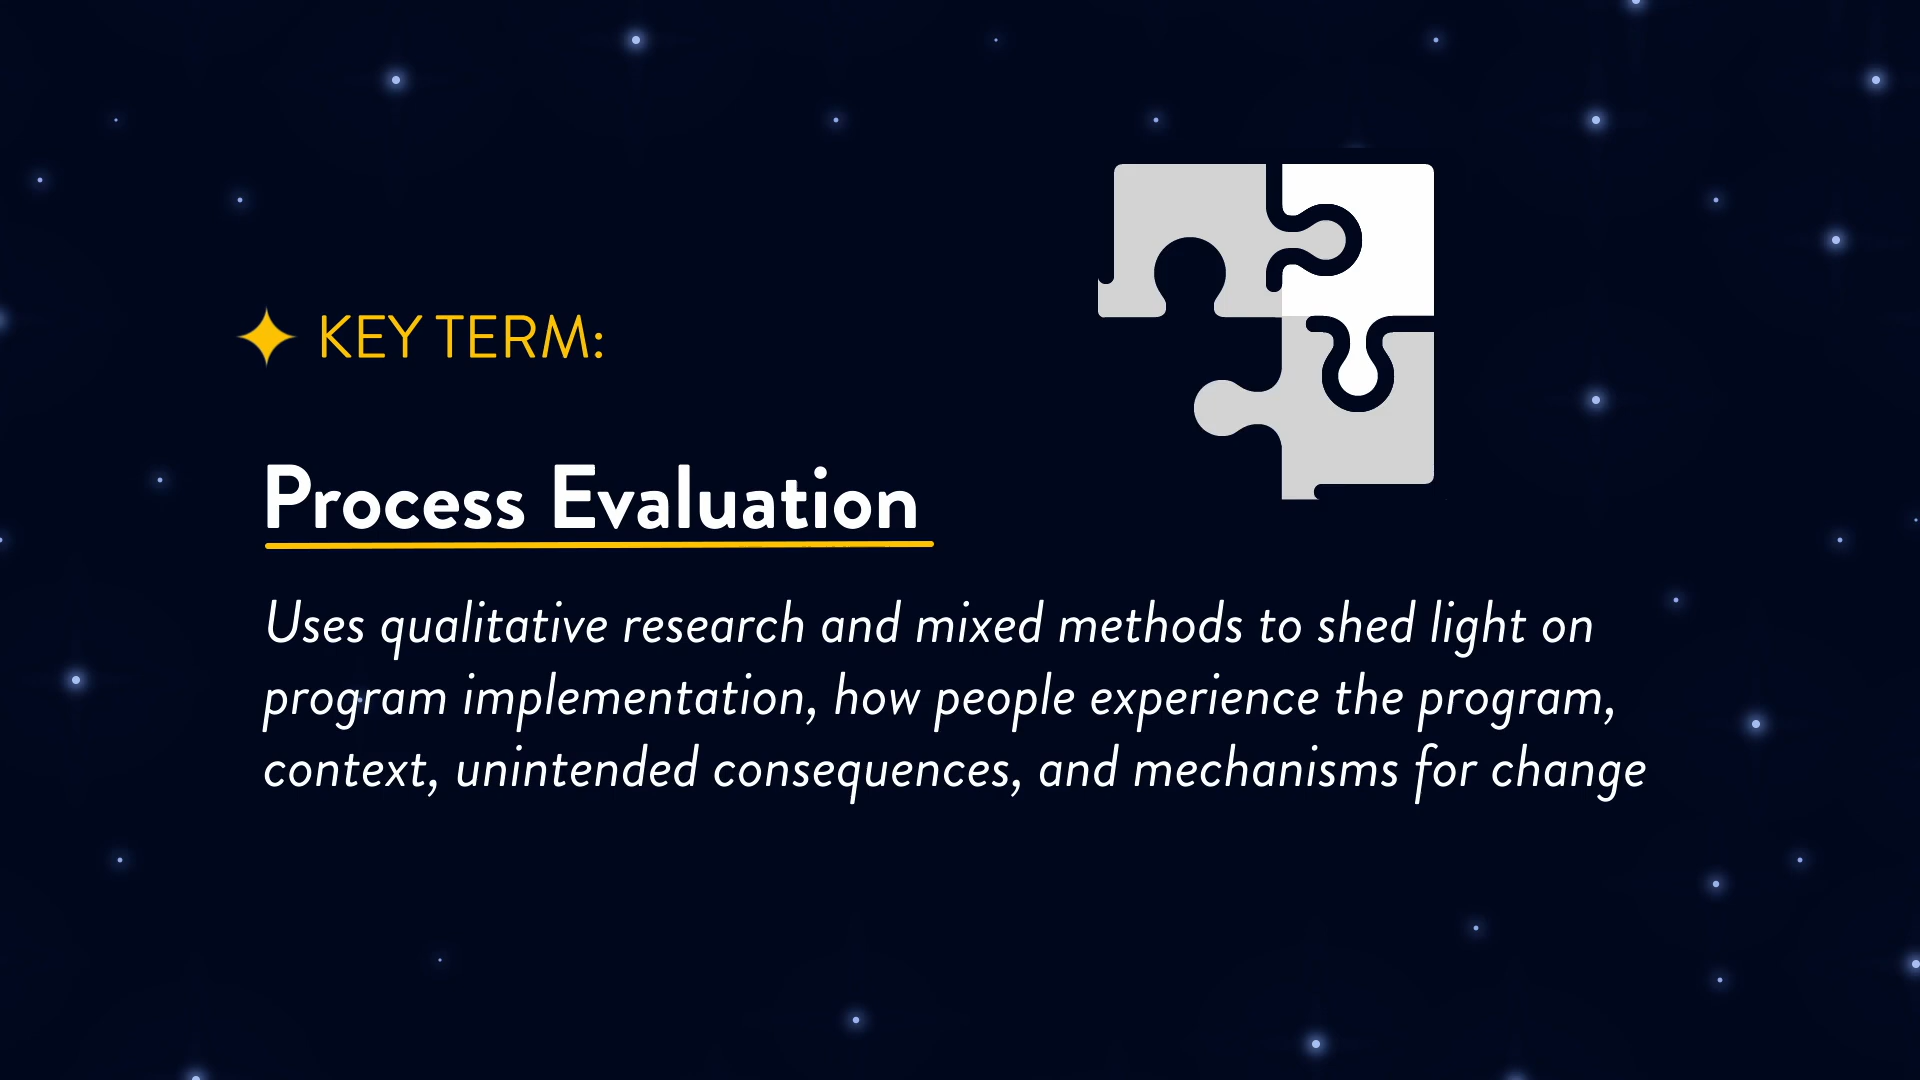 KEY TERM:
Process Evaluation
Uses qualitative research and mixed methods to shed light on
program implementation, how people experience the program,
context, unintended consequences, and mechanisms for change